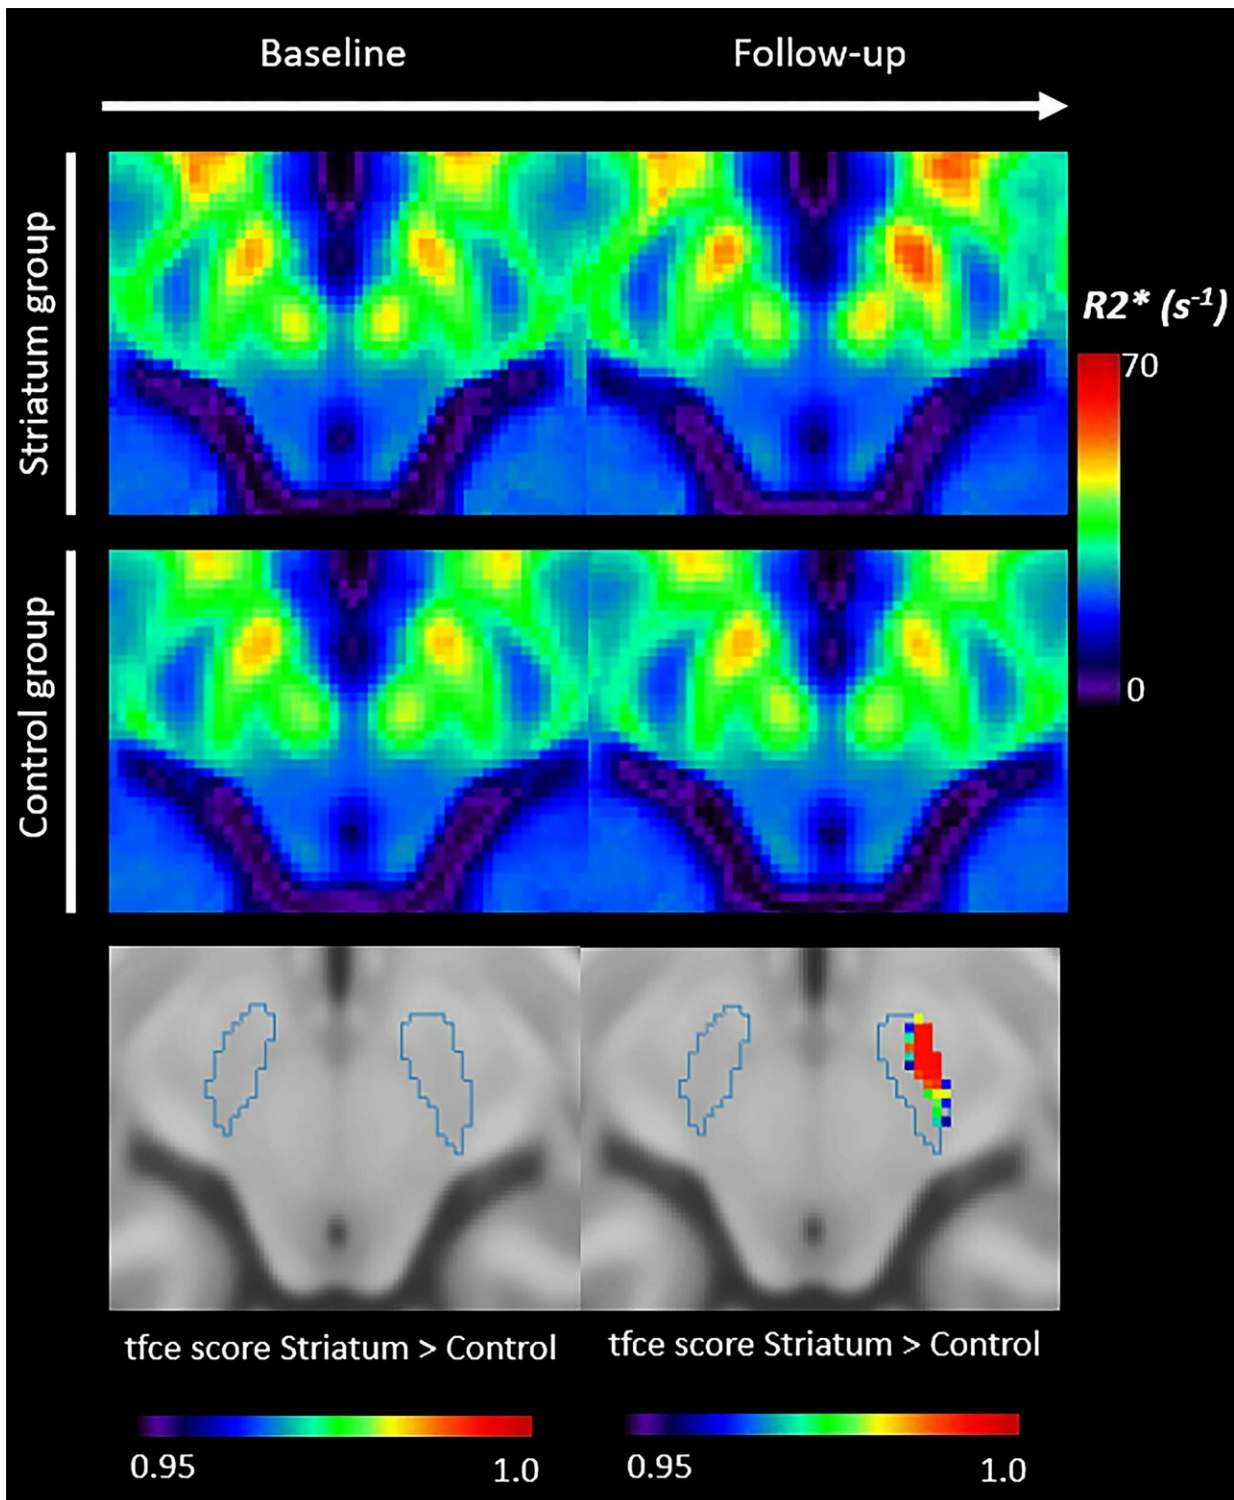 Baseline
Follow-up
Striatum group
R2* (s-1)
70
0
Control group
tfce score Striatum > Control
tfce score Striatum > Control
0.95
1.0
0.95
1.0